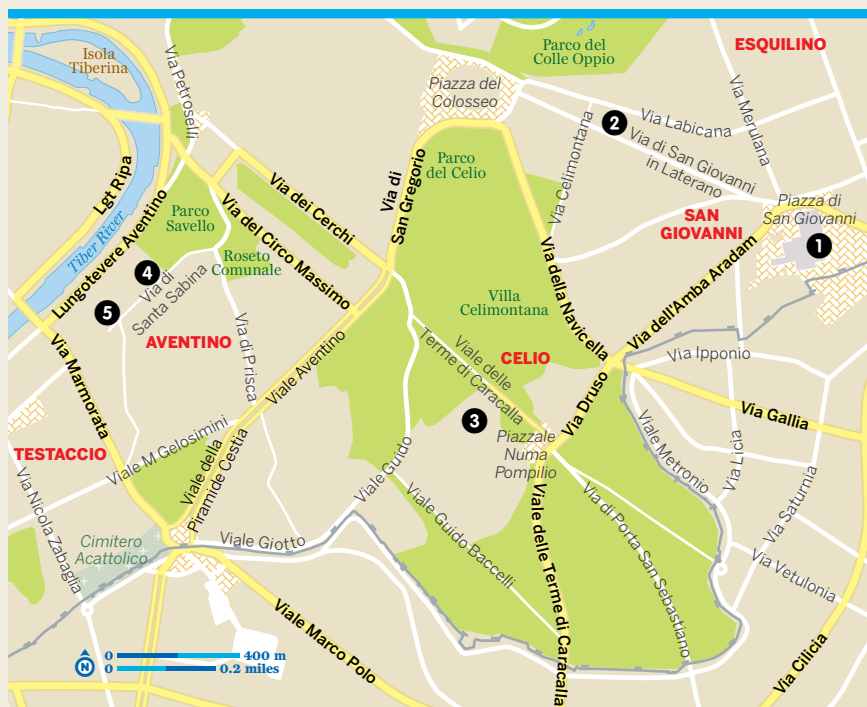 Isola
Tiberina
Via Petroselli
Parco del
Colle Oppio
ESQUILINO
Piazza del
Colosseo
Via Merulana
2
Via Labicana
Via di San Giovanni
in Laterano
Via Celimontana
Lgt Ripa
Tiber River
Lungotevere Aventino
Parco
Savello
Via dei Cerchi
Via di
San Gregorio
Parco
del Celio
Piazza di
San Giovanni
SAN
GIOVANNI
1
Via del Circo Massimo
Roseto
Comunale
4
Via di
Santa Sabina
5
AVENTINO
Via di Prisca
Viale Aventino
Villa
Celimontana
Via della Navicella
Via dell'Amba Aradam
Via Ipponio
CELIO
Viale delle
Terme di Caracalla
Via Druso
Via Marmorata
3
Piazzale
Numa
Pompilio
Via Gallia
TESTACCIO
Viale M Gelosimini
Viale della
Piramide Cestia
Viale Guido
Viale Metronio
Via Licia
Via Saturnia
Via Nicola Zabaglia
Cimitero
Acattolico
Viale Giotto
Viale Guido Baccelli
Viale delle Terme di Caracalla
Via di Porta San Sebastiano
Via Vetulonia
Viale Marco Polo
Via Cilicia
N
0 400 m
0 0.2 miles